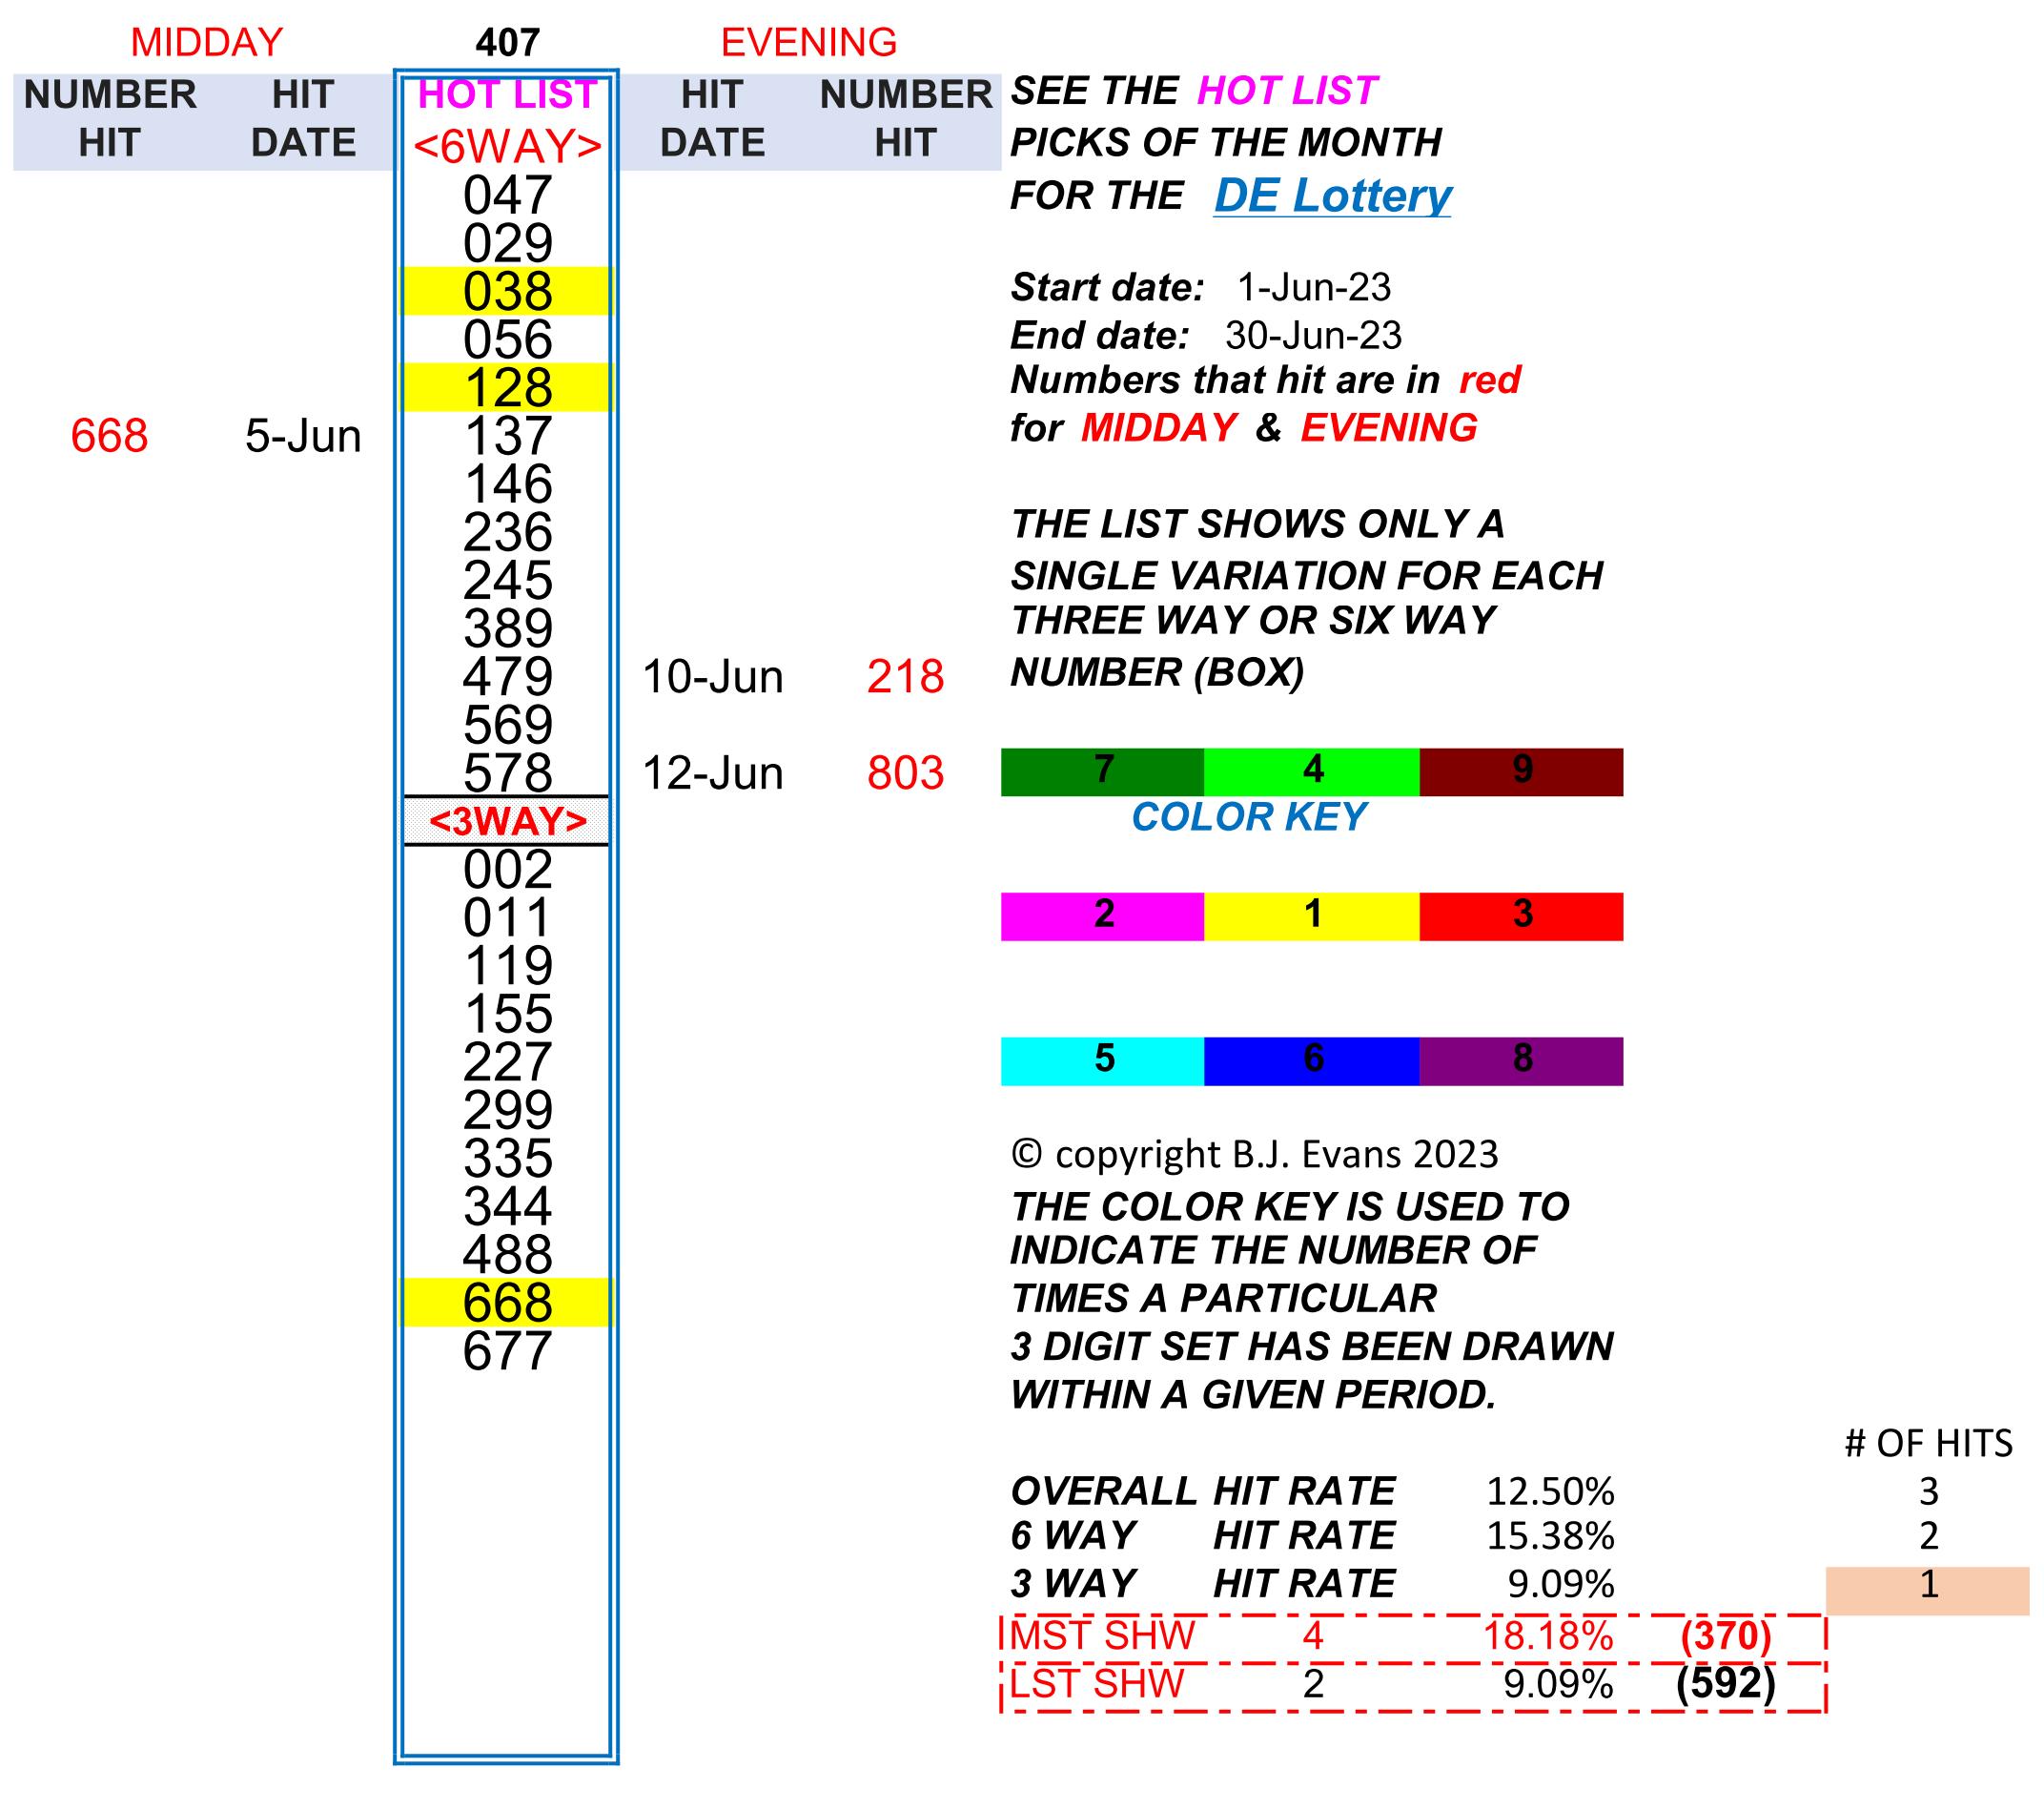 MIDDAY 407 EVENING
NUMBER HIT HOT LIST HIT NUMBER SEE THE HOT LIST
HIT DATE <6WAY> DATE HIT PICKS OF THE MONTH
047 FOR THE DE Lottery
029
038 Start date: 1-Jun-23
056 End date: 30-Jun-23
128 Numbers that hit are in red
668 5-Jun 137 for MIDDAY & EVENING
146
236 THE LIST SHOWS ONLY A
245 SINGLE VARIATION FOR EACH
389 THREE WAY OR SIX WAY
479 10-Jun 218 NUMBER (BOX)
569
578 12-Jun 803 7 4 9
<3WAY> COLOR KEY
002
011 2 1 3
119
155
227 5 6 8
299
335 © copyright B.J. Evans 2023
344 THE COLOR KEY IS USED TO
488 INDICATE THE NUMBER OF
668 TIMES A PARTICULAR
677 3 DIGIT SET HAS BEEN DRAWN
WITHIN A GIVEN PERIOD.
# OF HITS
OVERALL HIT RATE 12.50% 3
6 WAY HIT RATE 15.38% 2
3 WAY HIT RATE 9.09% 1
MST SHW 4 18.18% (370)
LST SHW 2 9.09% (592)